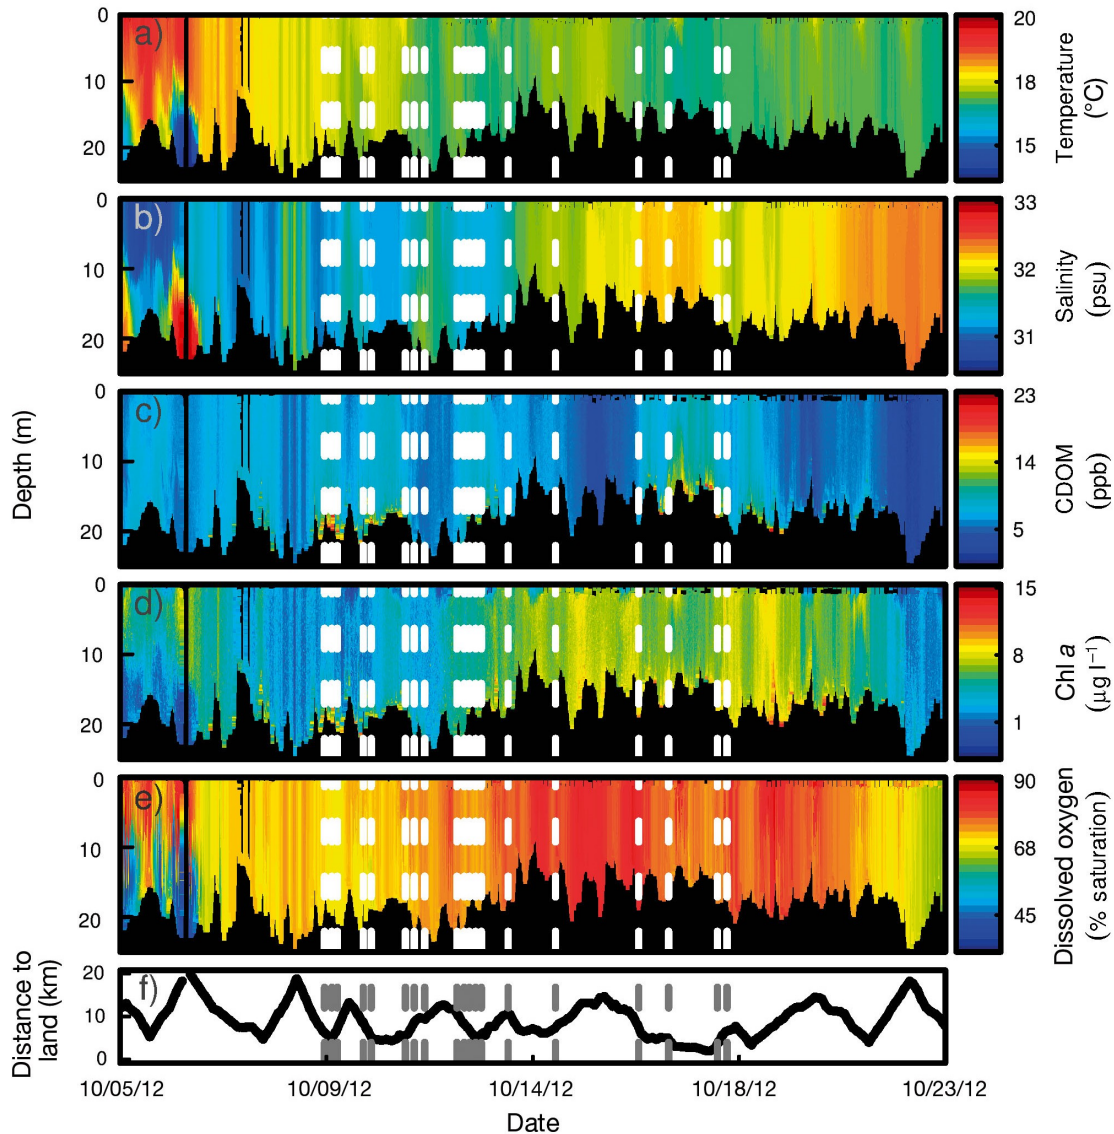 a)
0
10
20
20
18
15
Temperature
(°C)
b)
0
10
20
33
32
31
Salinity
(psu)
c)
0
10
20
23
14
5
CDOM
(ppb)
Depth (m)
d)
0
10
20
15
8
1
Chl a
(μg l⁻¹)
e)
0
10
20
90
68
45
Dissolved oxygen
(% saturation)
f)
Distance to
land (km)
20
10
0
10/05/12 10/09/12 10/14/12 10/18/12 10/23/12
Date